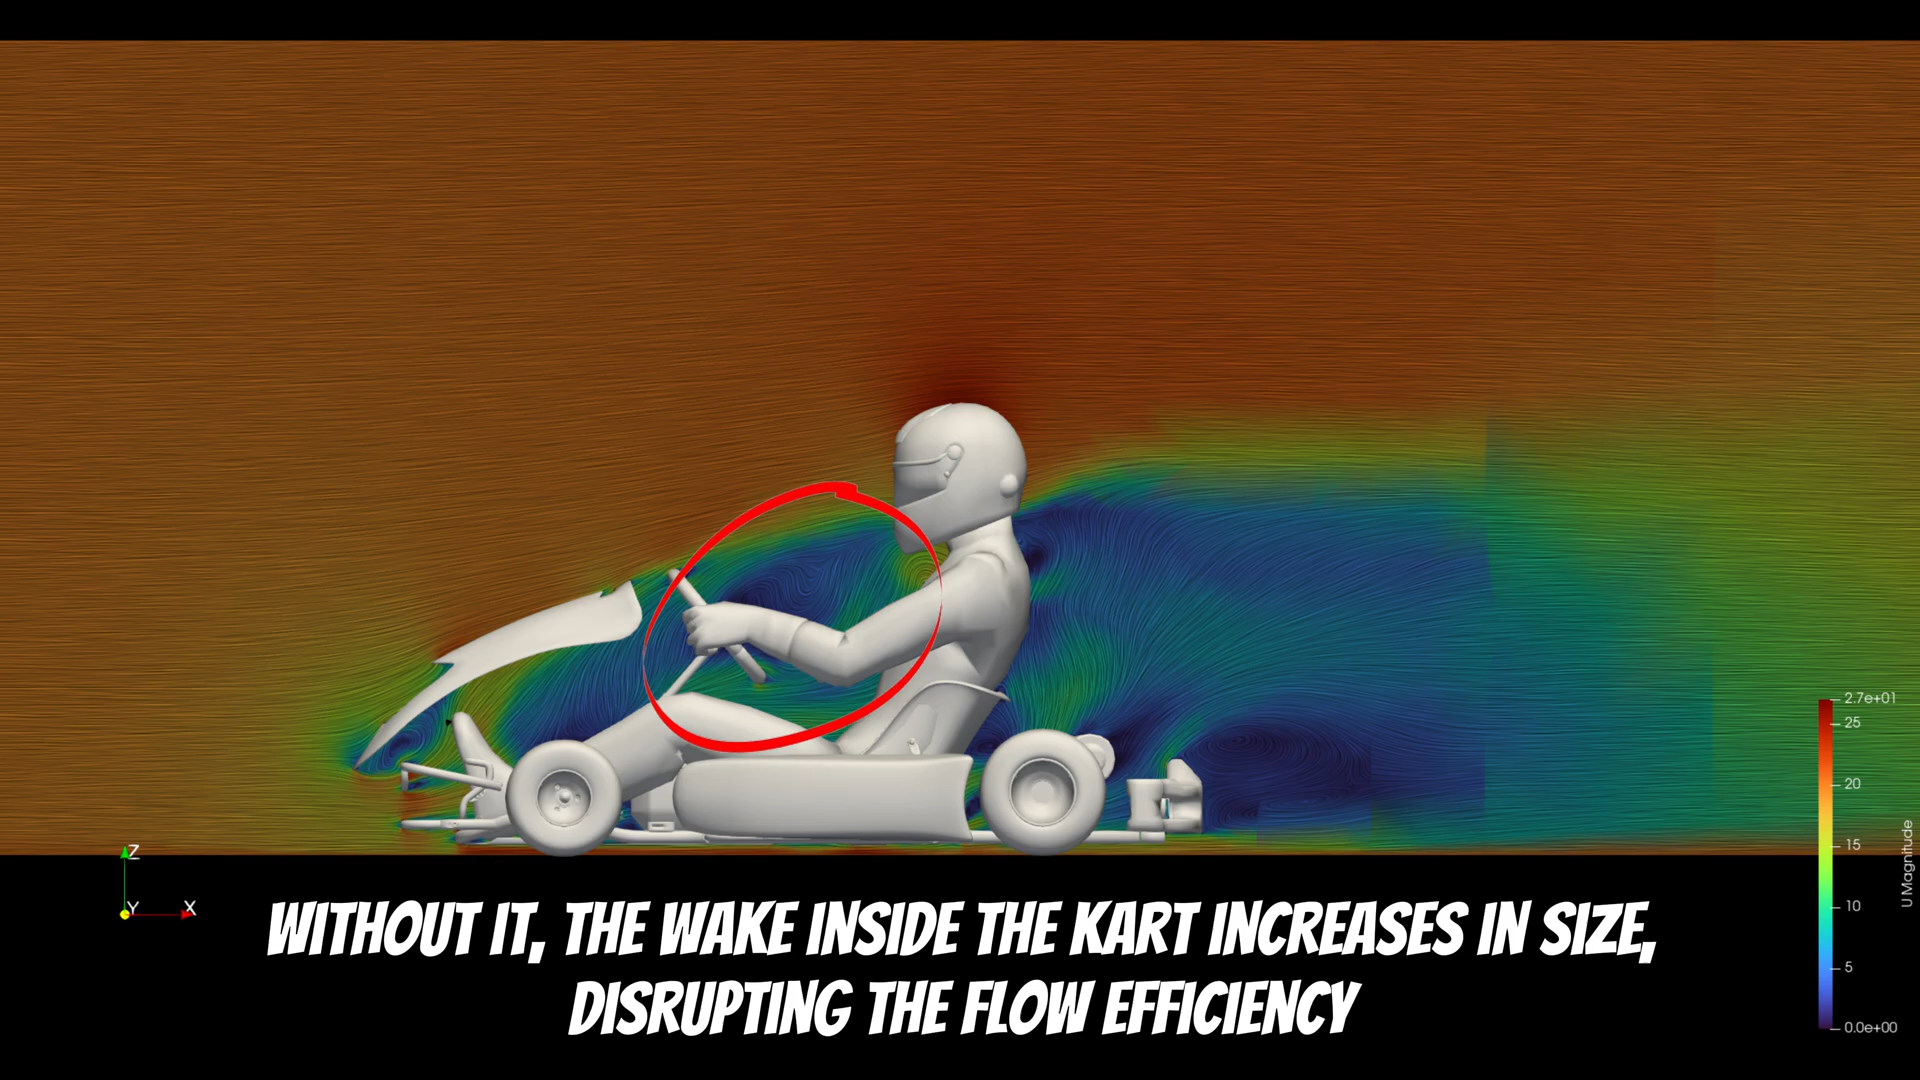 2.7e+01
25
20
15
10
5
0.0e+00
U Magnitude
Z
Y
X
WITHOUT IT, THE WAKE INSIDE THE KART INCREASES IN SIZE,
DISRUPTING THE FLOW EFFICIENCY